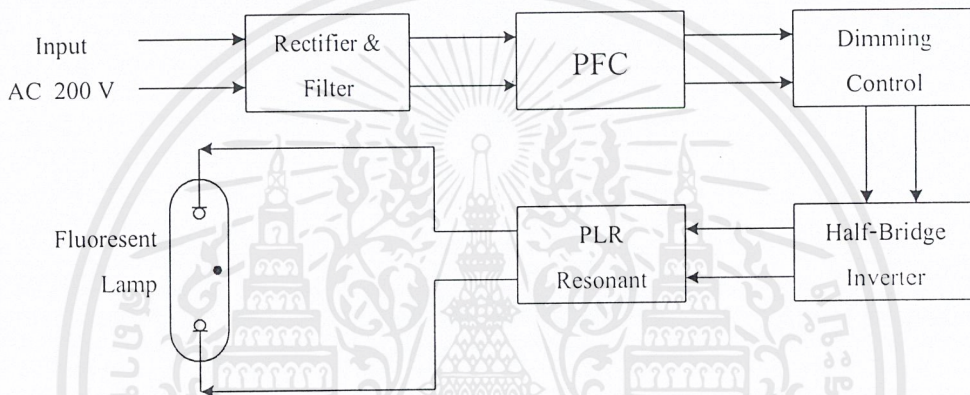 Input
AC 200 V
Rectifier &
Filter
PFC
Dimming
Control
Fluoresent
Lamp
PLR
Resonant
Half-Bridge
Inverter